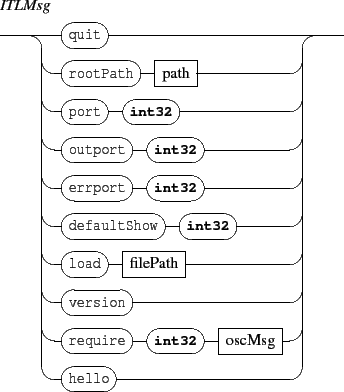 ITLMsg
quit
rootPath path
port int32
outport int32
errport int32
defaultShow int32
load filePath
version
require int32 oscMsg
hello